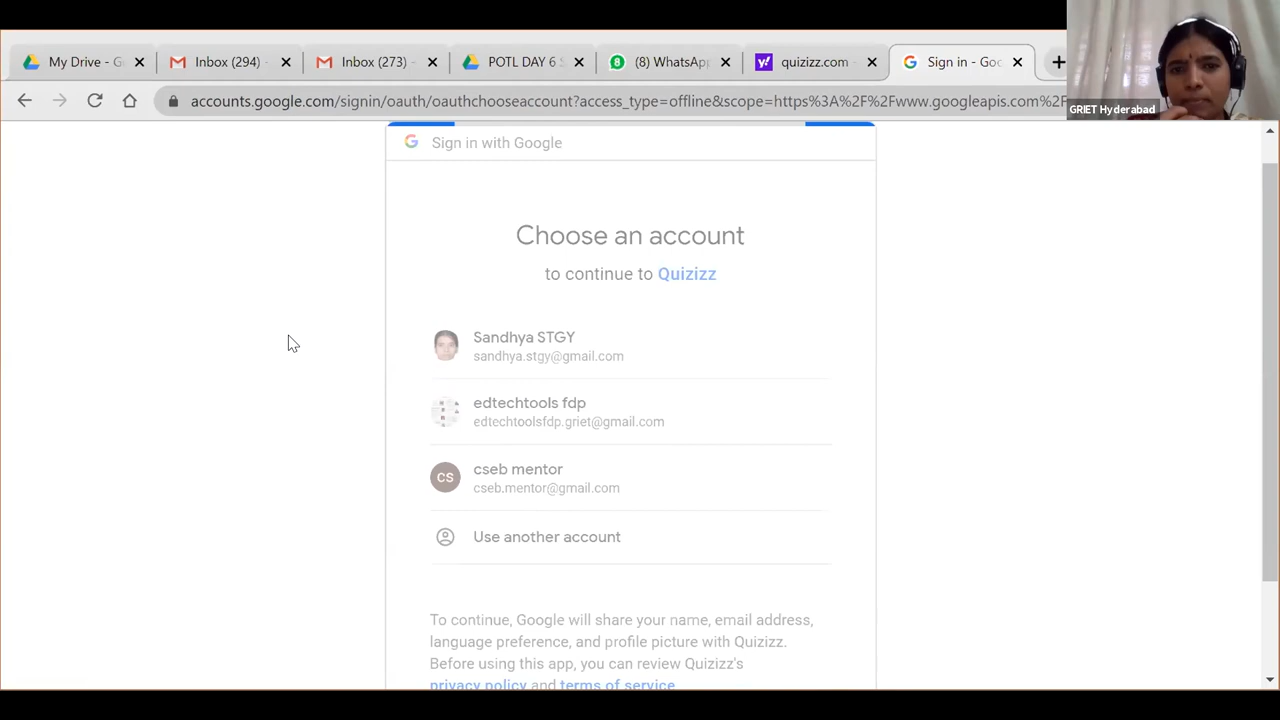 My Drive - G
Inbox (294) -
Inbox (273) -
POTL DAY 6 S
8
(8) WhatsApp
y!
quizizz.com -
Sign in - Goo
GRIET Hyderabad
accounts.google.com/signin/oauth/oauthchooseaccount?access_type=offline&scope=https%3A%2F%2Fwww.googleapis.com%2F
Sign in with Google
Choose an account
to continue to Quizizz
Sandhya STGY
sandhya.stgy@gmail.com
edtechtools fdp
edtechtoolsfdp.griet@gmail.com
CS
cseb mentor
cseb.mentor@gmail.com
Use another account
To continue, Google will share your name, email address,
language preference, and profile picture with Quizizz.
Before using this app, you can review Quizizz's
privacy policy and terms of service